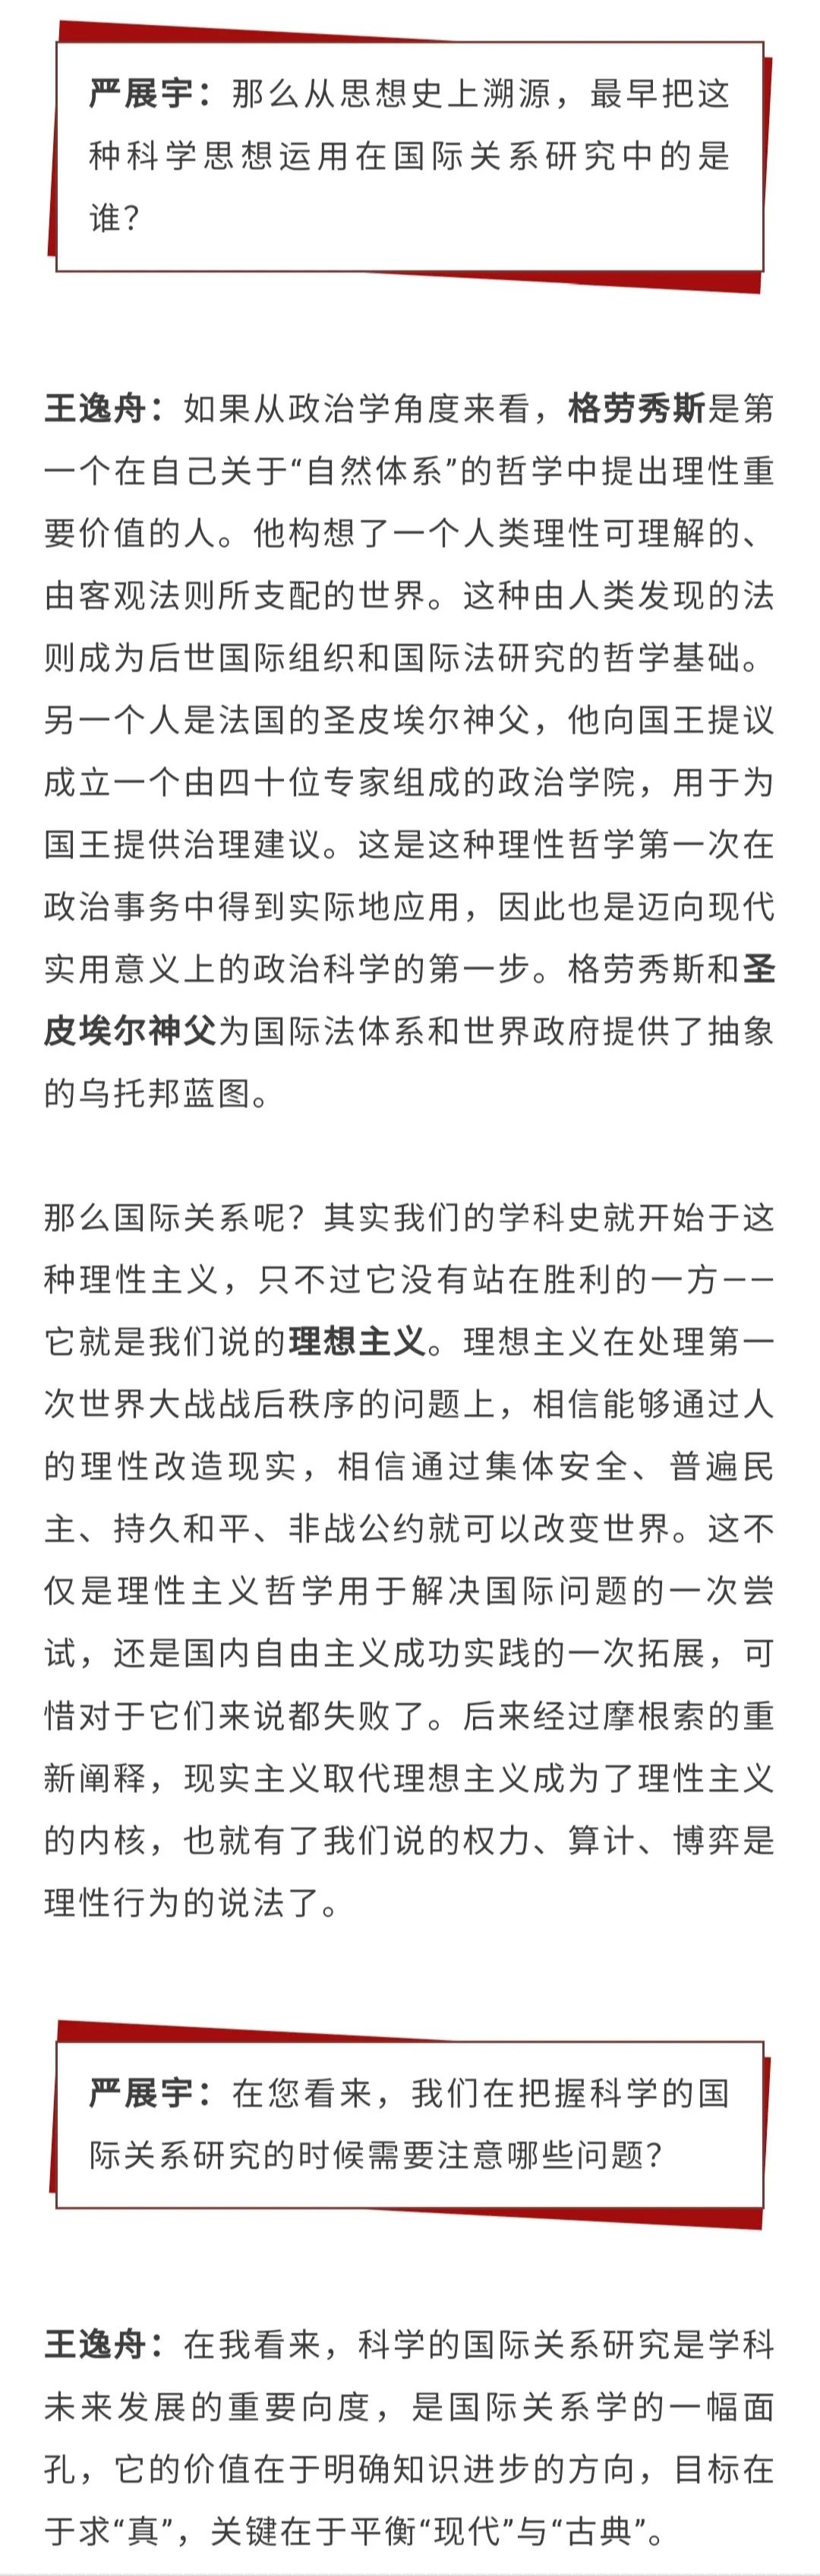 严展宇：那么从思想史上溯源，最早把这
种科学思想运用在国际关系研究中的是
谁？
王逸舟：如果从政治学角度来看，格劳秀斯是第
一个在自己关于“自然体系”的哲学中提出理性重
要价值的人。他构想了一个人类理性可理解的、
由客观法则所支配的世界。这种由人类发现的法
则成为后世国际组织和国际法研究的哲学基础。
另一个人是法国的圣皮埃尔神父，他向国王提议
成立一个由四十位专家组成的政治学院，用于为
国王提供治理建议。这是这种理性哲学第一次在
政治事务中得到实际地应用，因此也是迈向现代
实用意义上的政治科学的第一步。格劳秀斯和圣
皮埃尔神父为国际法体系和世界政府提供了抽象
的乌托邦蓝图。
那么国际关系呢？其实我们的学科史就开始于这
种理性主义，只不过它没有站在胜利的一方——
它就是我们说的理想主义。理想主义在处理第一
次世界大战战后秩序的问题上，相信能够通过人
的理性改造现实，相信通过集体安全、普遍民
主、持久和平、非战公约就可以改变世界。这不
仅是理性主义哲学用于解决国际问题的一次尝
试，还是国内自由主义成功实践的一次拓展，可
惜对于它们来说都失败了。后来经过摩根索的重
新阐释，现实主义取代理想主义成为了理性主义
的内核，也就有了我们说的权力、算计、博弈是
理性行为的说法了。
严展宇：在您看来，我们在把握科学的国
际关系研究的时候需要注意哪些问题？
王逸舟：在我看来，科学的国际关系研究是学科
未来发展的重要向度，是国际关系学的一幅面
孔，它的价值在于明确知识进步的方向，目标在
于求“真”，关键在于平衡“现代”与“古典”。